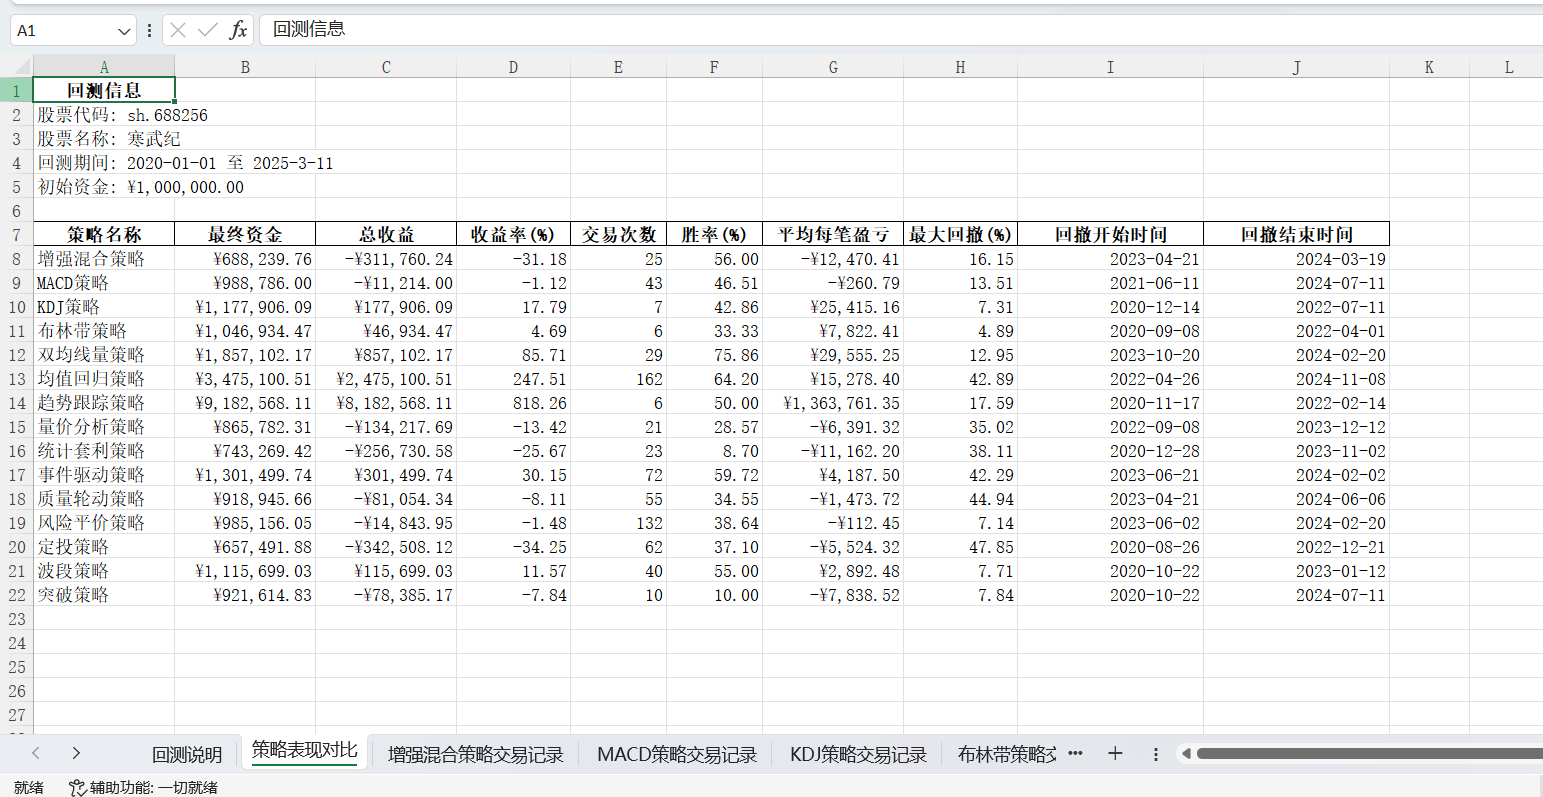 A1 fx 回测信息
A B C D E F G H I J K L
1 回测信息
2 股票代码: sh.688256
3 股票名称: 寒武纪
4 回测期间: 2020-01-01 至 2025-3-11
5 初始资金: ¥1,000,000.00
6
7 策略名称 最终资金 总收益 收益率(%) 交易次数 胜率(%) 平均每笔盈亏 最大回撤(%) 回撤开始时间 回撤结束时间
8 增强混合策略 ¥688,239.76 -¥311,760.24 -31.18 25 56.00 -¥12,470.41 16.15 2023-04-21 2024-03-19
9 MACD策略 ¥988,786.00 -¥11,214.00 -1.12 43 46.51 -¥260.79 13.51 2021-06-11 2024-07-11
10 KDJ策略 ¥1,177,906.09 ¥177,906.09 17.79 7 42.86 ¥25,415.16 7.31 2020-12-14 2022-07-11
11 布林带策略 ¥1,046,934.47 ¥46,934.47 4.69 6 33.33 ¥7,822.41 4.89 2020-09-08 2022-04-01
12 双均线量策略 ¥1,857,102.17 ¥857,102.17 85.71 29 75.86 ¥29,555.25 12.95 2023-10-20 2024-02-20
13 均值回归策略 ¥3,475,100.51 ¥2,475,100.51 247.51 162 64.20 ¥15,278.40 42.89 2022-04-26 2024-11-08
14 趋势跟踪策略 ¥9,182,568.11 ¥8,182,568.11 818.26 6 50.00 ¥1,363,761.35 17.59 2020-11-17 2022-02-14
15 量价分析策略 ¥865,782.31 -¥134,217.69 -13.42 21 28.57 -¥6,391.32 35.02 2022-09-08 2023-12-12
16 统计套利策略 ¥743,269.42 -¥256,730.58 -25.67 23 8.70 -¥11,162.20 38.11 2020-12-28 2023-11-02
17 事件驱动策略 ¥1,301,499.74 ¥301,499.74 30.15 72 59.72 ¥4,187.50 42.29 2023-06-21 2024-02-02
18 质量轮动策略 ¥918,945.66 -¥81,054.34 -8.11 55 34.55 -¥1,473.72 44.94 2023-04-21 2024-06-06
19 风险平价策略 ¥985,156.05 -¥14,843.95 -1.48 132 38.64 -¥112.45 7.14 2023-06-02 2024-02-20
20 定投策略 ¥657,491.88 -¥342,508.12 -34.25 62 37.10 -¥5,524.32 47.85 2020-08-26 2022-12-21
21 波段策略 ¥1,115,699.03 ¥115,699.03 11.57 40 55.00 ¥2,892.48 7.71 2020-10-22 2023-01-12
22 突破策略 ¥921,614.83 -¥78,385.17 -7.84 10 10.00 -¥7,838.52 7.84 2020-10-22 2024-07-11
23
24
25
26
27
回测说明 策略表现对比 增强混合策略交易记录 MACD策略交易记录 KDJ策略交易记录 布林带策略
就绪 辅助功能: 一切就绪